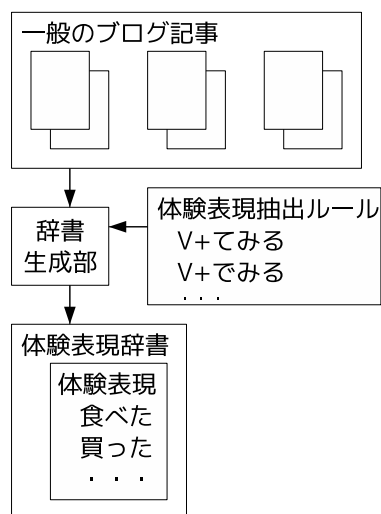 一般のブログ記事
辞書
生成部
体験表現抽出ルール
V+てみる
V+でみる
・・・
体験表現辞書
体験表現
食べた
買った
・・・